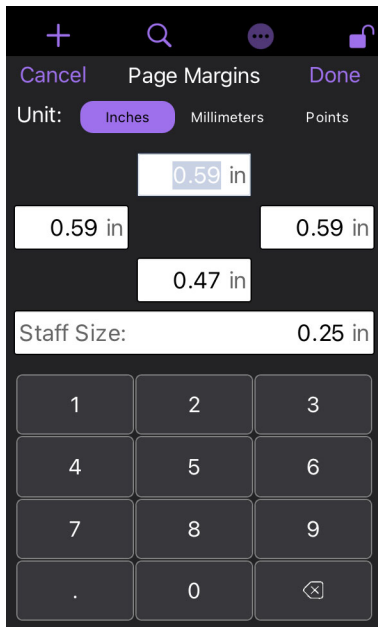 Cancel Page Margins Done
Unit: Inches Millimeters Points
0.59 in
0.59 in 0.59 in
0.47 in
Staff Size: 0.25 in
1 2 3
4 5 6
7 8 9
. 0